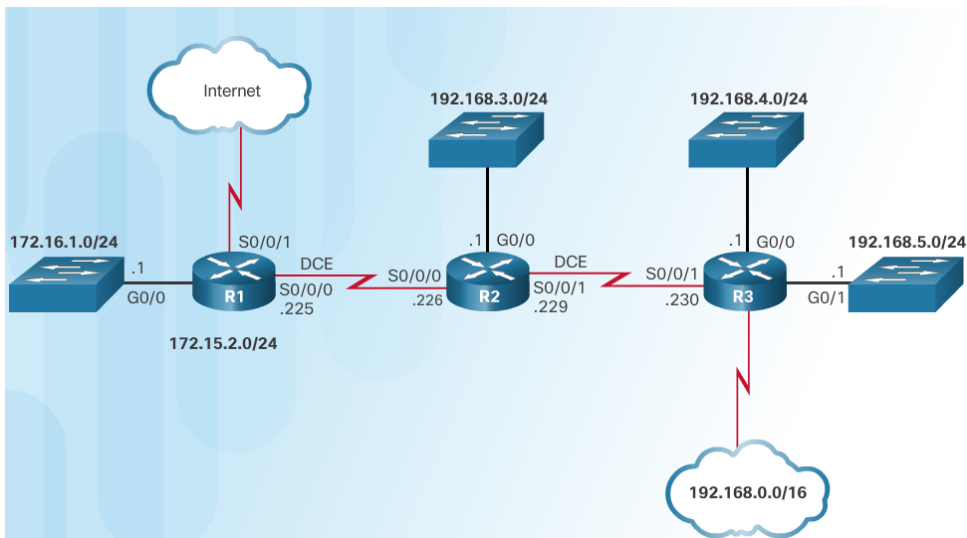 Internet
192.168.3.0/24
192.168.4.0/24
172.16.1.0/24
S0/0/1
.1
G0/0
.1
G0/0
192.168.5.0/24
.1
G0/0
R1
DCE
S0/0/0
.225
S0/0/0
.226
R2
DCE
S0/0/1
.229
S0/0/1
.230
R3
.1
G0/1
172.15.2.0/24
192.168.0.0/16